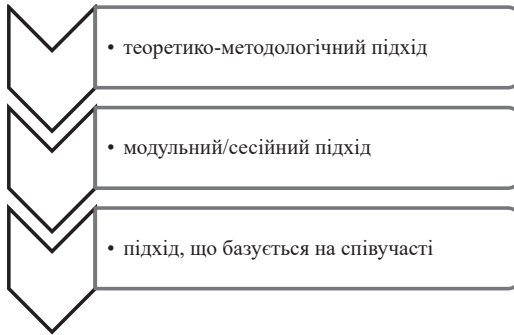 • теоретико-методологічний підхід
• модульний/сесійний підхід
• підхід, що базується на співучасті